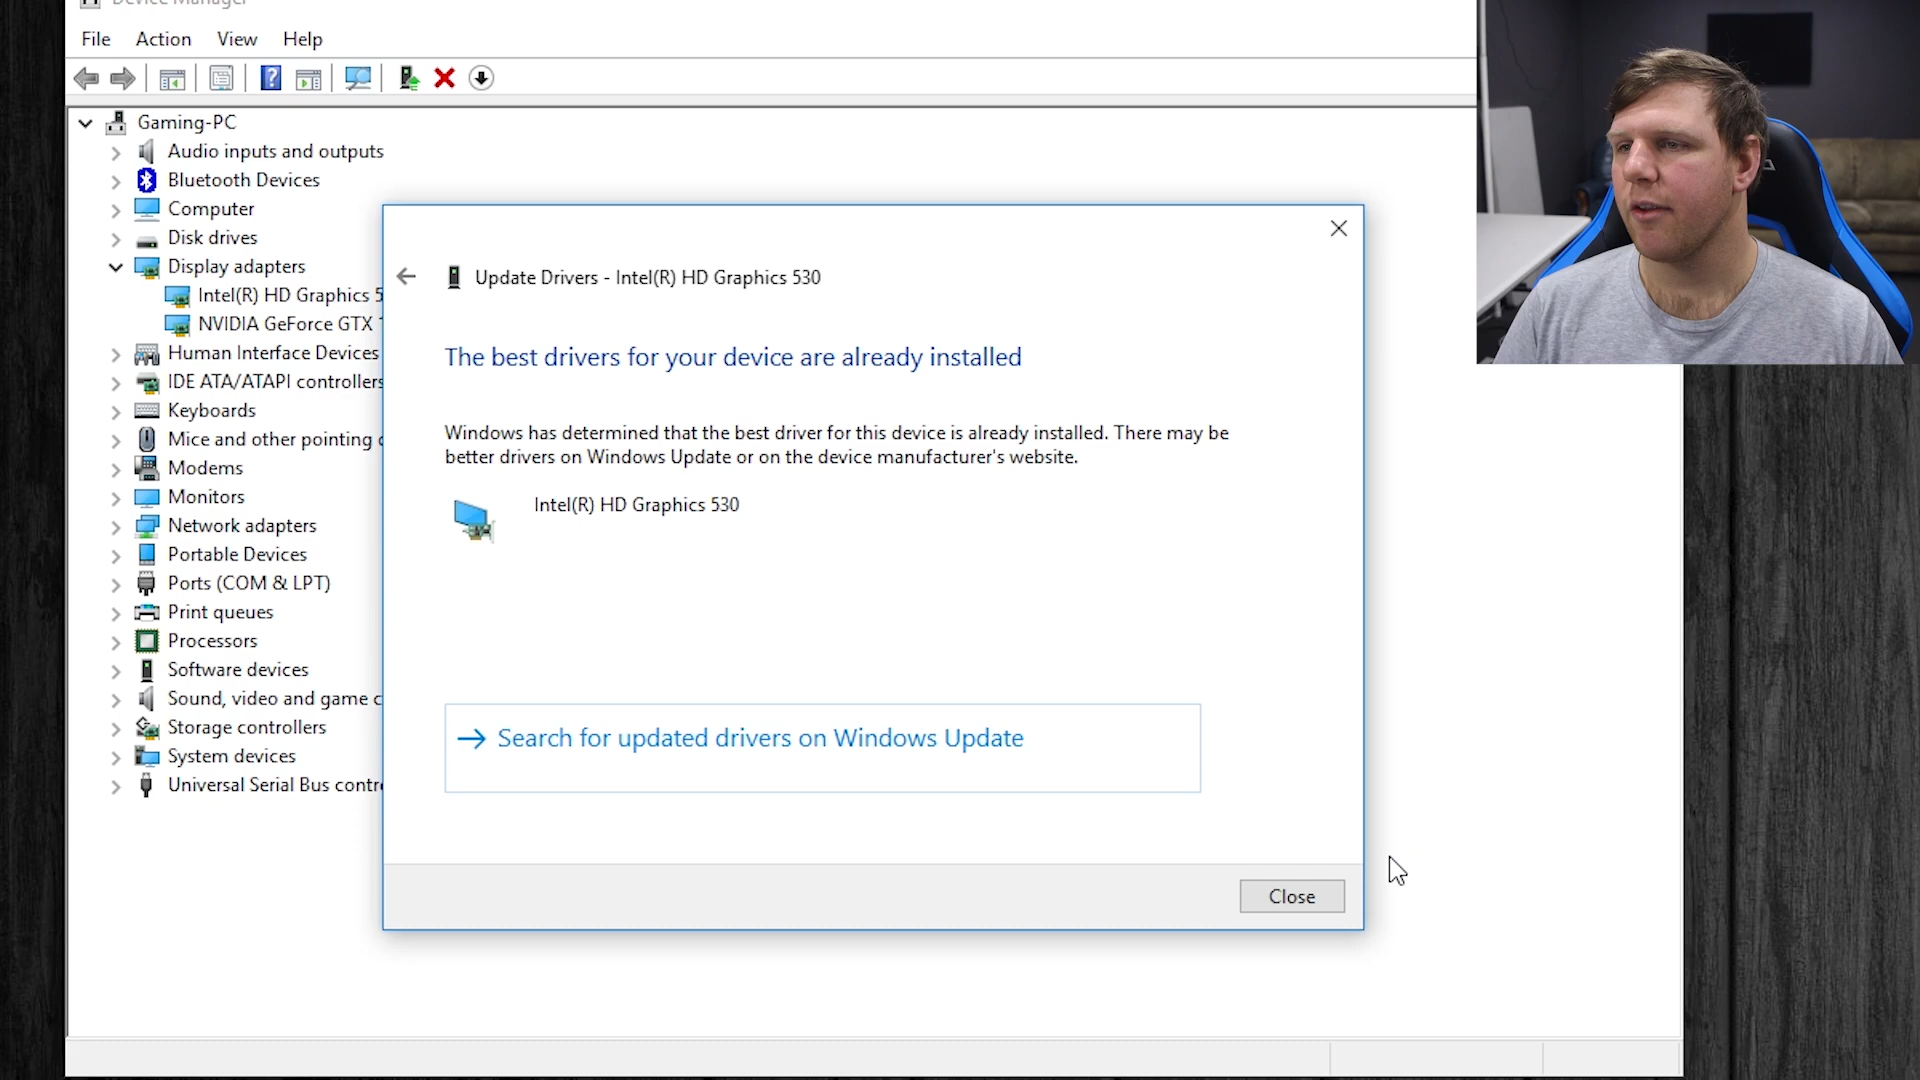 Device Manager
File Action View Help
Gaming-PC
Audio inputs and outputs
Bluetooth Devices
Computer
Disk drives
Display adapters
Intel(R) HD Graphics 5
NVIDIA GeForce GTX
Human Interface Devices
IDE ATA/ATAPI controllers
Keyboards
Mice and other pointing
Modems
Monitors
Network adapters
Portable Devices
Ports (COM & LPT)
Print queues
Processors
Software devices
Sound, video and game c
Storage controllers
System devices
Universal Serial Bus contr
Update Drivers - Intel(R) HD Graphics 530
The best drivers for your device are already installed
Windows has determined that the best driver for this device is already installed. There may be
better drivers on Windows Update or on the device manufacturer's website.
Intel(R) HD Graphics 530
Search for updated drivers on Windows Update
Close